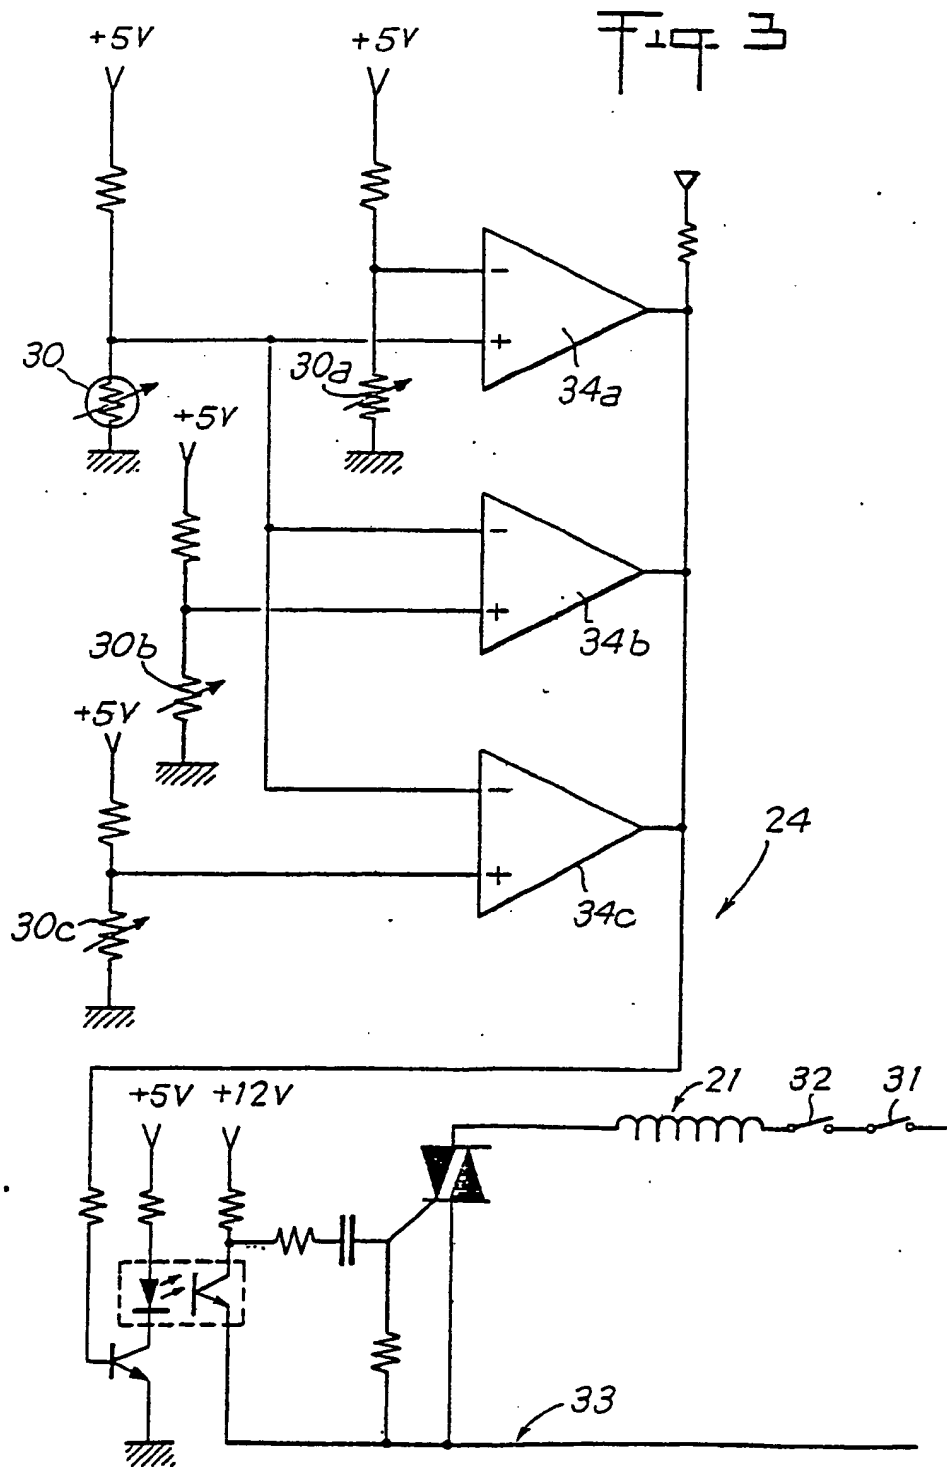 Fig 3
+5V +5V
-
+
30
30a
34a
+5V
-
+
30b
34b
+5V
-
+
30c
34c
24
+5V +12V
21 32 31
33